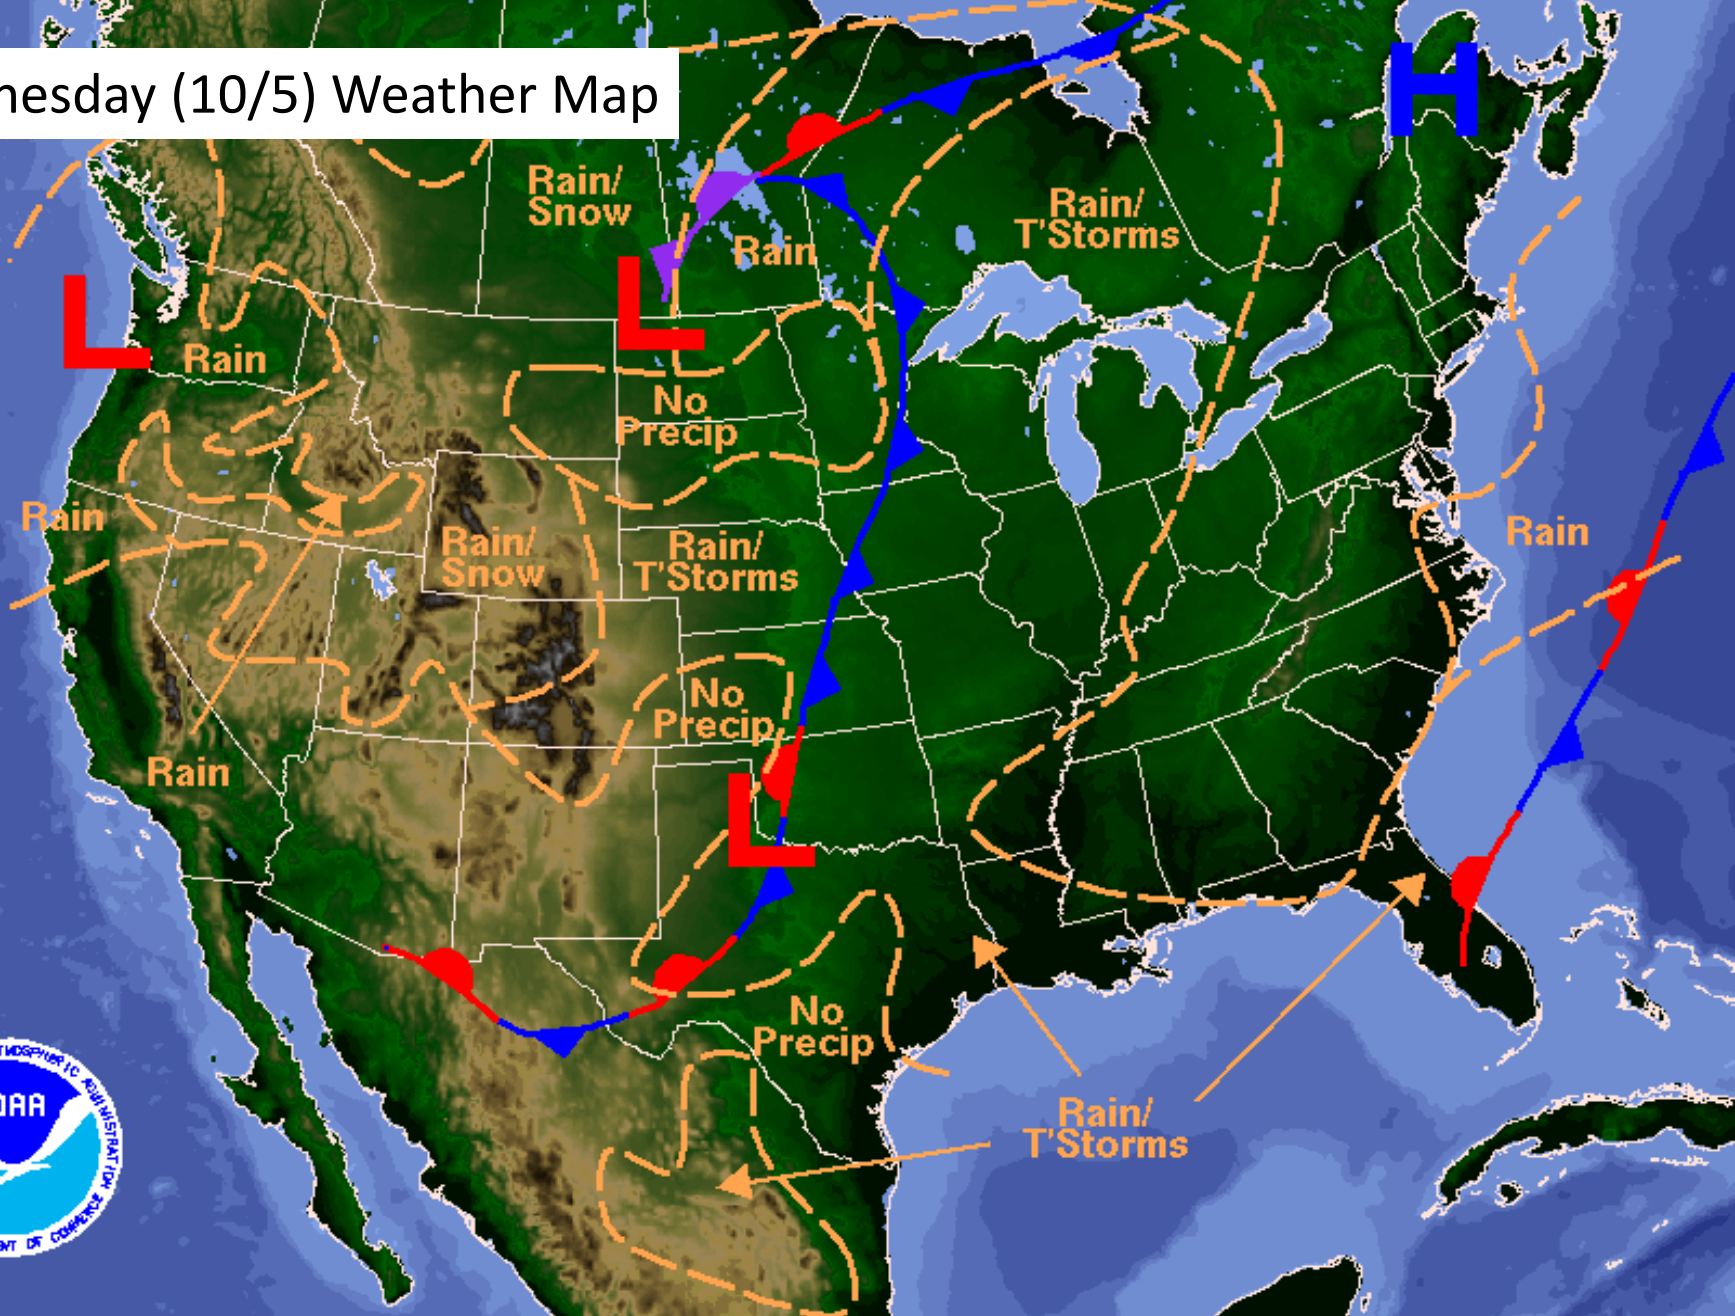 nesday (10/5) Weather Map
H
Rain/
Snow
Rain/
T'Storms
Rain
L
L
Rain
No
Precip
Rain
Rain/
Snow
Rain/
T'Storms
Rain
No
Precip
Rain
L
No
Precip
Rain/
T'Storms